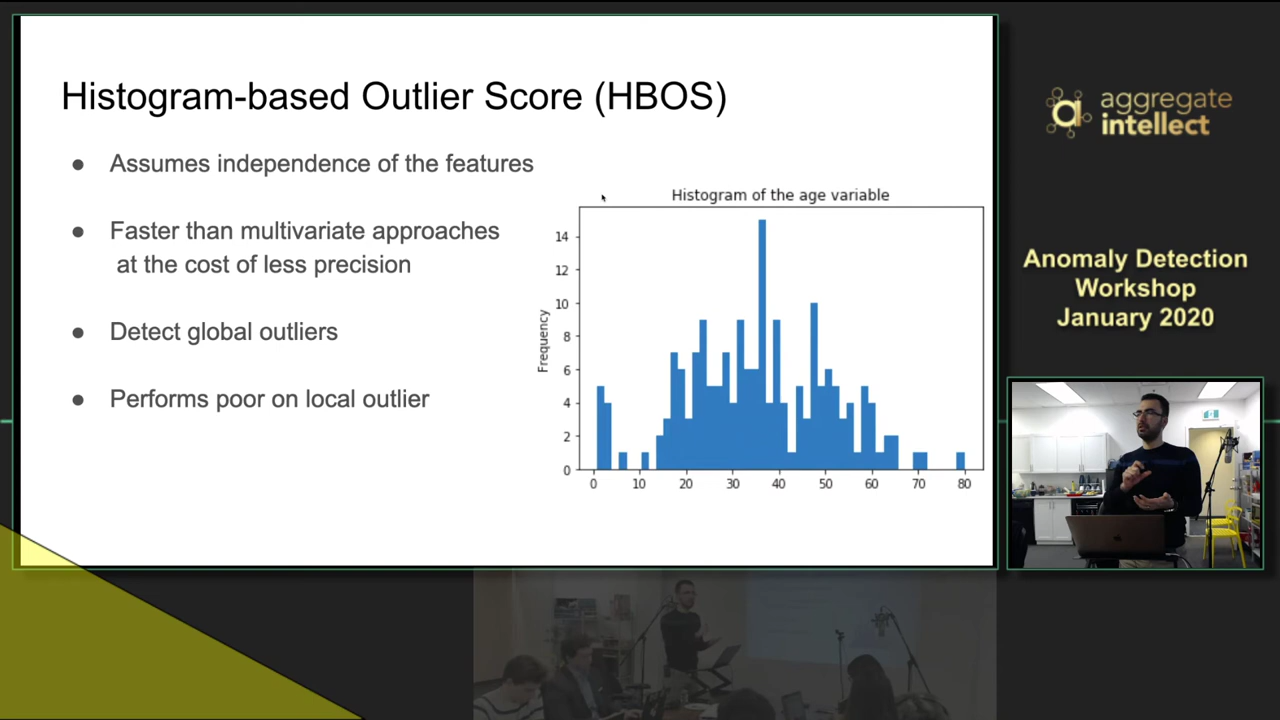 Histogram-based Outlier Score (HBOS)
● Assumes independence of the features
● Faster than multivariate approaches
at the cost of less precision
● Detect global outliers
● Performs poor on local outlier
Histogram of the age variable
Frequency
14
12
10
8
6
4
2
0
0 10 20 30 40 50 60 70 80
aggregate
intellect
Anomaly Detection
Workshop
January 2020